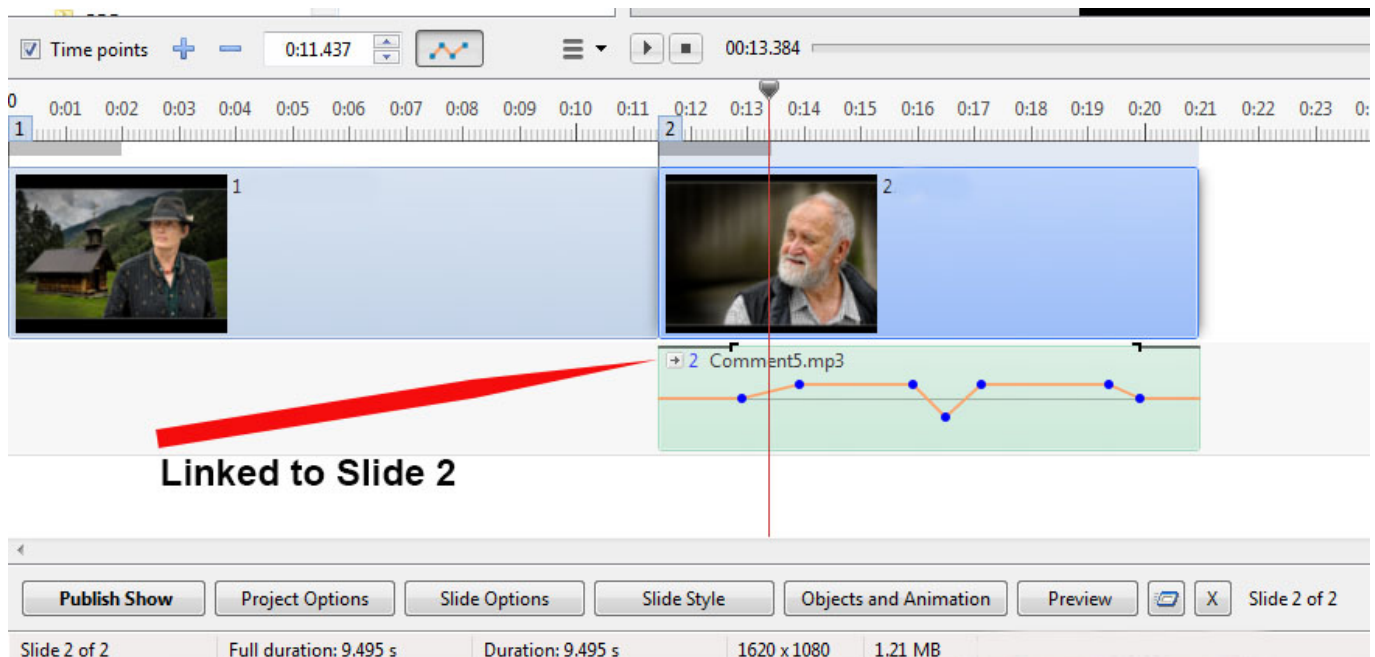 Time points
0:11.437
00:13.384
0 0:01 0:02 0:03 0:04 0:05 0:06 0:07 0:08 0:09 0:10 0:11 0:12 0:13 0:14 0:15 0:16 0:17 0:18 0:19 0:20 0:21 0:22 0:23
1 2
1 2
2 Comment5.mp3
Linked to Slide 2
Publish Show Project Options Slide Options Slide Style Objects and Animation Preview X Slide 2 of 2
Slide 2 of 2 Full duration: 9.495 s Duration: 9.495 s 1620 x 1080 1.21 MB